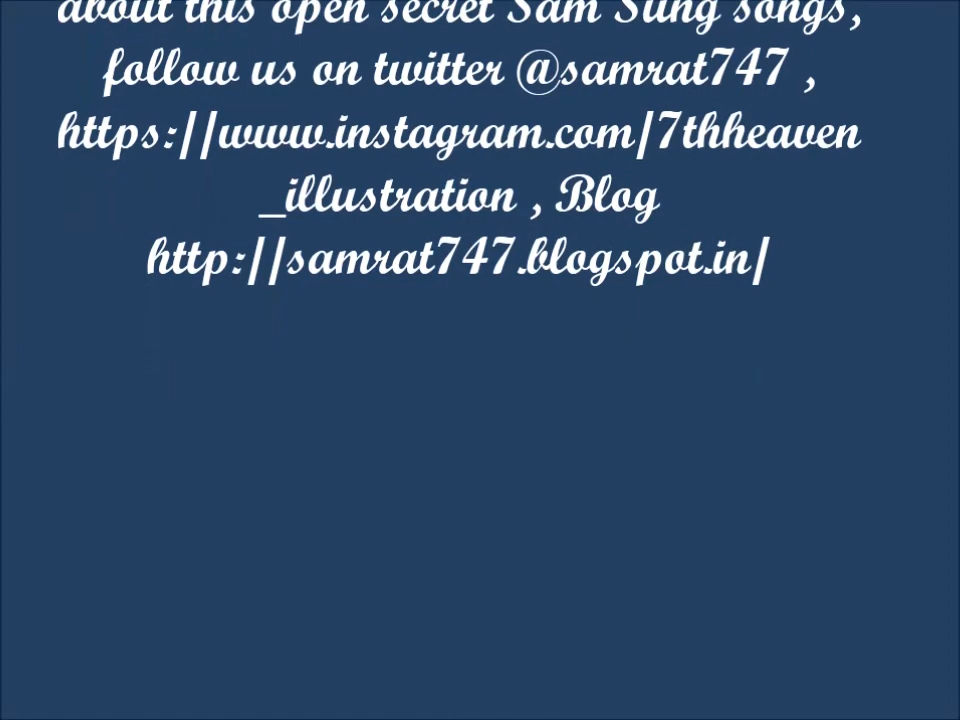 about this open secret Sam Sung songs,
follow us on twitter @samrat747 ,
https://www.instagram.com/7thheaven
_illustration , Blog
http://samrat747.blogspot.in/